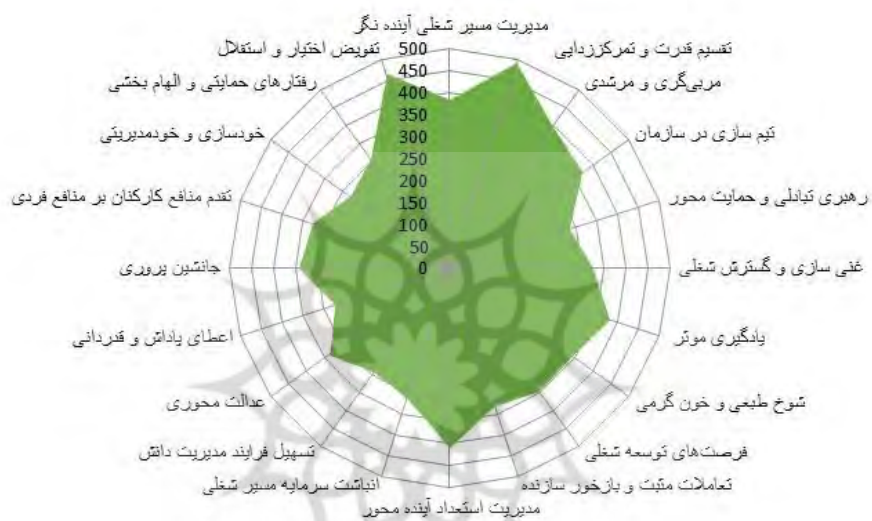 مدیریت مسیر شغلی آینده نگر
تقسیم قدرت و تمرکززدایی
مربی‌گری و مرشدی
تیم سازی در سازمان
رهبری تبادلی و حمایت محور
غنی سازی و گسترش شغلی
یادگیری موثر
شوخ طبعی و خون گرمی
فرصت‌های توسعه شغلی
تعاملات مثبت و بازخور سازنده
مدیریت استعداد آینده محور
انباشت سرمایه مسیر شغلی
تسهیل فرایند مدیریت دانش
عدالت محوری
اعطای پاداش و قدردانی
جانشین پروری
تقدم منافع کارکنان بر منافع فردی
خودسازی و خودمدیریتی
رفتارهای حمایتی و الهام بخشی
تفویض اختیار و استقلال
500
450
400
350
300
250
200
150
100
50
0